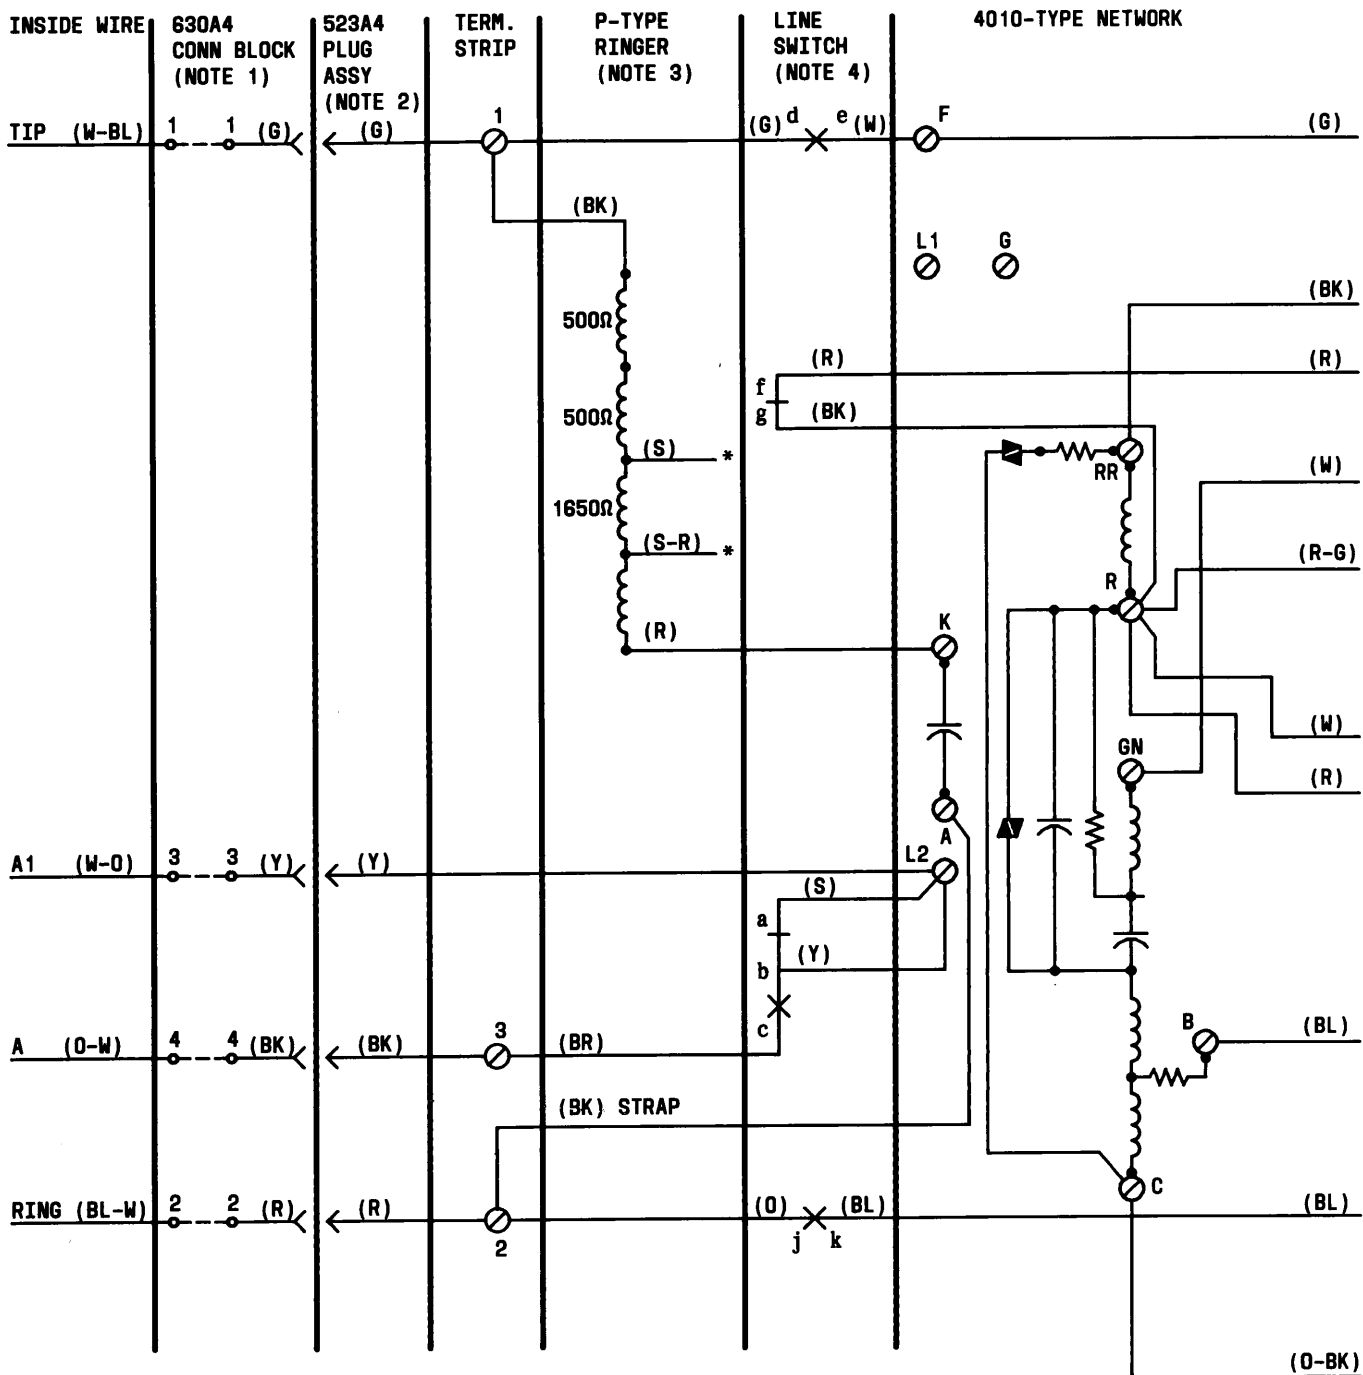 INSIDE WIRE
630A4
CONN BLOCK
(NOTE 1)
523A4
PLUG
ASSY
(NOTE 2)
TERM.
STRIP
P-TYPE
RINGER
(NOTE 3)
LINE
SWITCH
(NOTE 4)
4010-TYPE NETWORK
TIP (W-BL) 1 1 (G) (G) 1 (G) d e (W) F (G)
(BK)
L1 G
(BK)
500Ω
(R) (R)
f
g (BK)
500Ω
(S) *
RR
(W)
1650Ω
(S-R) *
(R-G)
R
(R) K
(W)
GN
(R)
A
A1 (W-O) 3 3 (Y) (Y) L2
(S)
a
(Y)
b
c
B (BL)
A (O-W) 4 4 (BK) (BK) 3 (BR)
(BK) STRAP
C
RING (BL-W) 2 2 (R) (R) 2 (O) (BL) (BL)
j k
(O-BK)